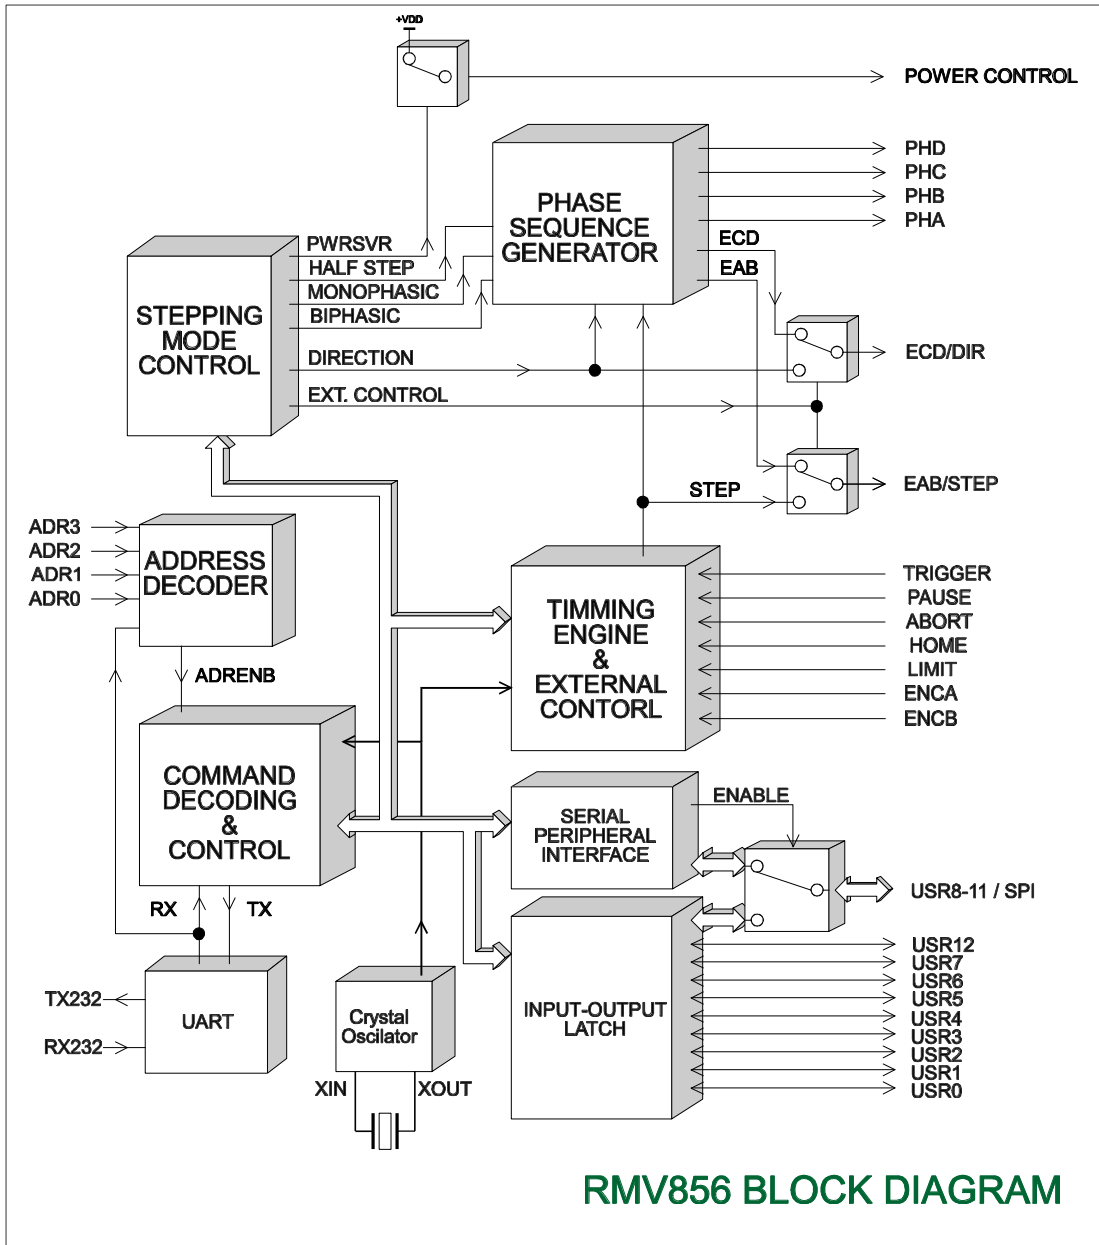 +VDD
POWER CONTROL
PHASE
SEQUENCE
GENERATOR
PHD
PHC
PHB
PHA
ECD
EAB
STEPPING
MODE
CONTROL
PWRSVR
HALF STEP
MONOPHASIC
BIPHASIC
DIRECTION
EXT. CONTROL
ECD/DIR
EAB/STEP
STEP
ADR3
ADR2
ADR1
ADR0
ADDRESS
DECODER
ADRENB
TIMMING
ENGINE
&
EXTERNAL
CONTORL
TRIGGER
PAUSE
ABORT
HOME
LIMIT
ENCA
ENCB
COMMAND
DECODING
&
CONTROL
SERIAL
PERIPHERAL
INTERFACE
ENABLE
USR8-11 / SPI
RX
TX
UART
TX232
RX232
Crystal
Oscilator
XIN
XOUT
INPUT-OUTPUT
LATCH
USR12
USR7
USR6
USR5
USR4
USR3
USR2
USR1
USR0
RMV856 BLOCK DIAGRAM